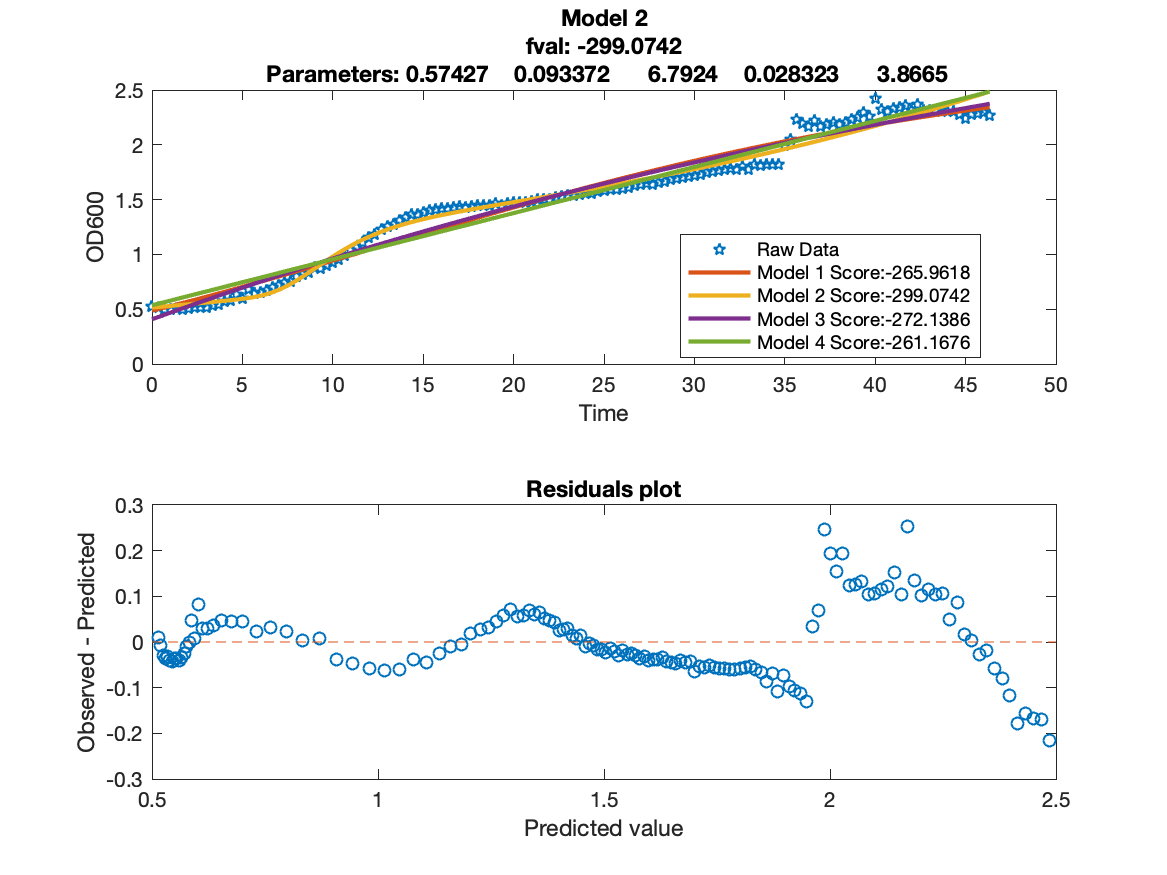 Model 2
fval: -299.0742
Parameters: 0.57427 0.093372 6.7924 0.028323 3.8665
2.5
2
1.5
1
0.5
0
OD600
0 5 10 15 20 25 30 35 40 45 50
Time
Raw Data
Model 1 Score:-265.9618
Model 2 Score:-299.0742
Model 3 Score:-272.1386
Model 4 Score:-261.1676
Residuals plot
0.3
0.2
0.1
0
-0.1
-0.2
-0.3
Observed - Predicted
0.5 1 1.5 2 2.5
Predicted value